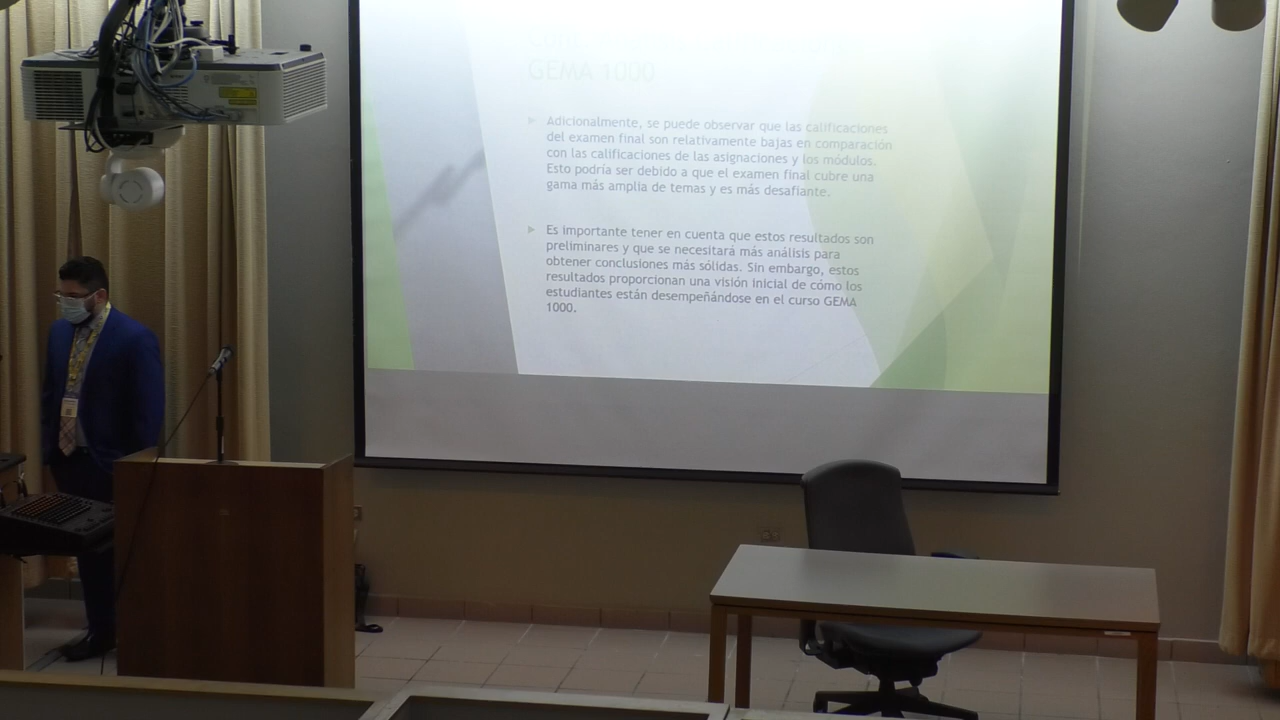 GEMA 1000
Adicionalmente, se puede observar que las calificaciones
del examen final son relativamente bajas en comparación
con las calificaciones de las asignaciones y los módulos.
Esto podría ser debido a que el examen final cubre una
gama más amplia de temas y es más desafiante.
Es importante tener en cuenta que estos resultados son
preliminares y que se necesitará más análisis para
obtener conclusiones más sólidas. Sin embargo, estos
resultados proporcionan una visión inicial de cómo los
estudiantes están desempeñándose en el curso GEMA
1000.